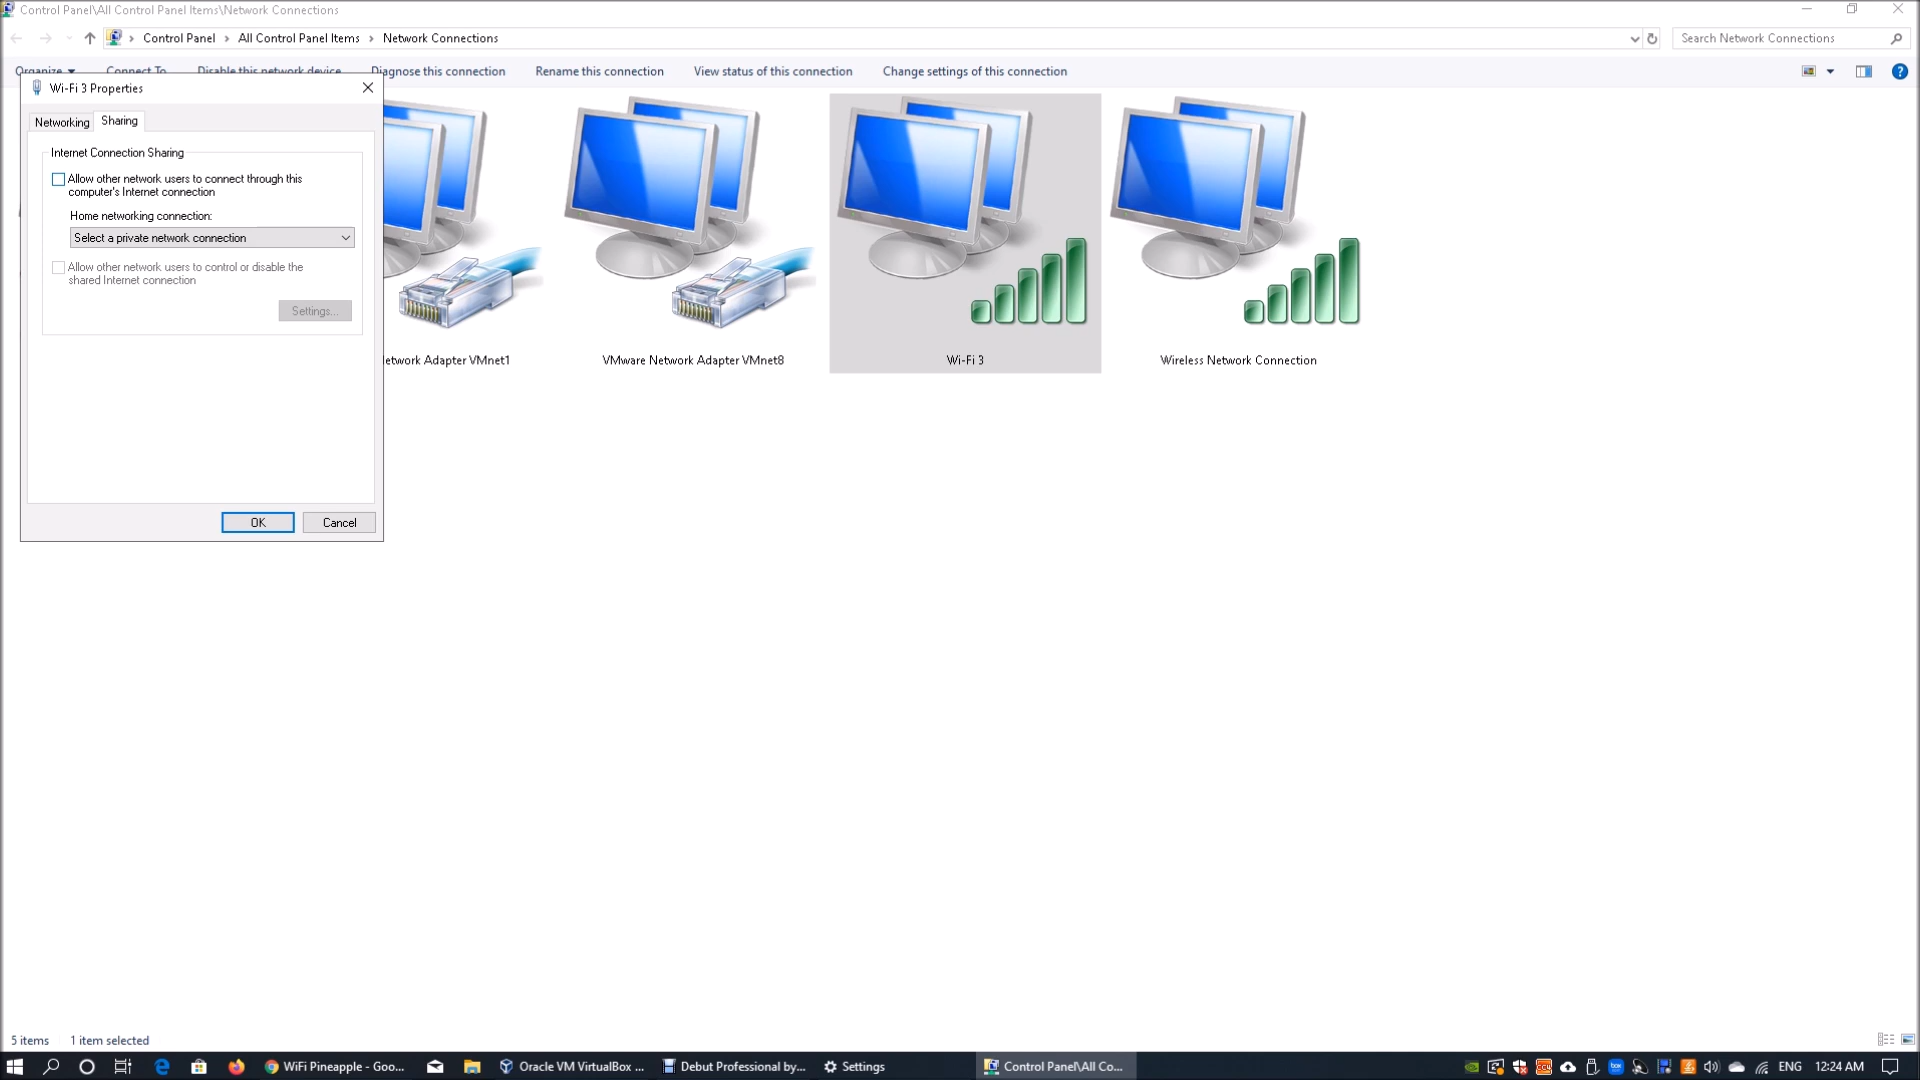 Control Panel\All Control Panel Items\Network Connections
Control Panel › All Control Panel Items › Network Connections
Search Network Connections
Organize Connect To Disable this network device Diagnose this connection Rename this connection View status of this connection Change settings of this connection
Wi-Fi 3 Properties
Networking Sharing
Internet Connection Sharing
Allow other network users to connect through this
computer's Internet connection
Home networking connection:
Select a private network connection
Allow other network users to control or disable the
shared Internet connection
Settings...
OK Cancel
etwork Adapter VMnet1
VMware Network Adapter VMnet8
Wi-Fi 3
Wireless Network Connection
5 items 1 item selected
WiFi Pineapple - Goo...
Oracle VM VirtualBox ...
Debut Professional by...
Settings
Control Panel\All Co...
ENG 12:24 AM